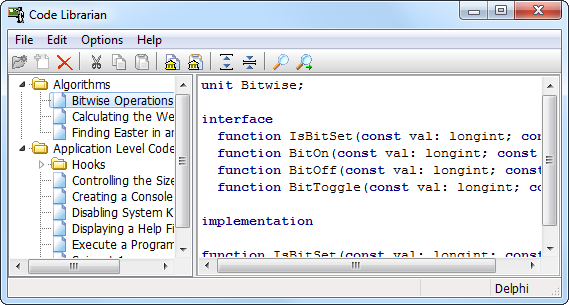 Code Librarian
File Edit Options Help
Algorithms
Bitwise Operations
Calculating the We
Finding Easter in ar
Application Level Code
Hooks
Controlling the Size
Creating a Console
Disabling System K
Displaying a Help Fi
Execute a Program
unit Bitwise;
interface
function IsBitSet(const val: longint; con
function BitOn(const val: longint; const
function BitOff(const val: longint; const
function BitToggle(const val: longint; co
implementation
function IsBitSet(const val: longint; const
Delphi